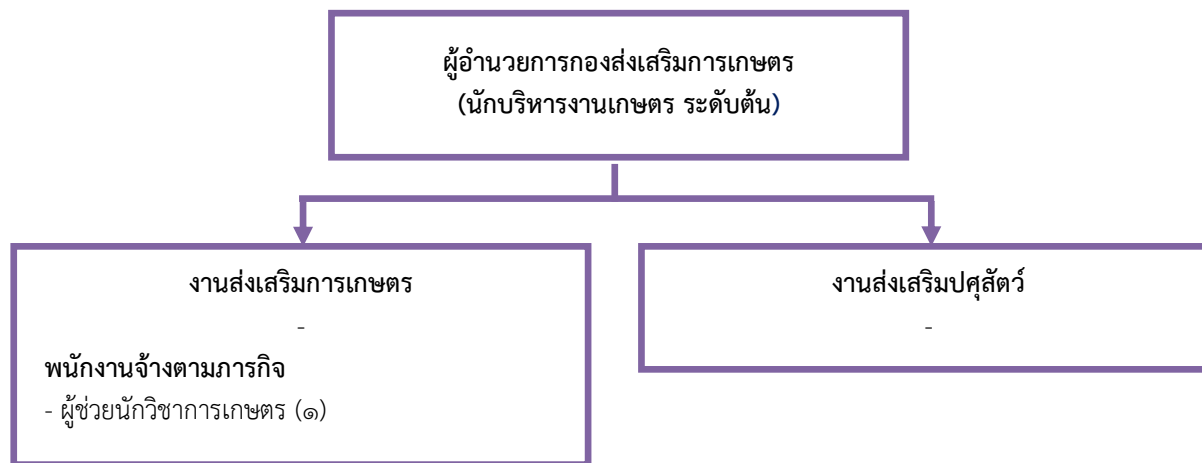 ผู้อำนวยการกองส่งเสริมการเกษตร
(นักบริหารงานเกษตร ระดับต้น)
งานส่งเสริมการเกษตร
-
พนักงานจ้างตามภารกิจ
- ผู้ช่วยนักวิชาการเกษตร (๑)
งานส่งเสริมปศุสัตว์
-